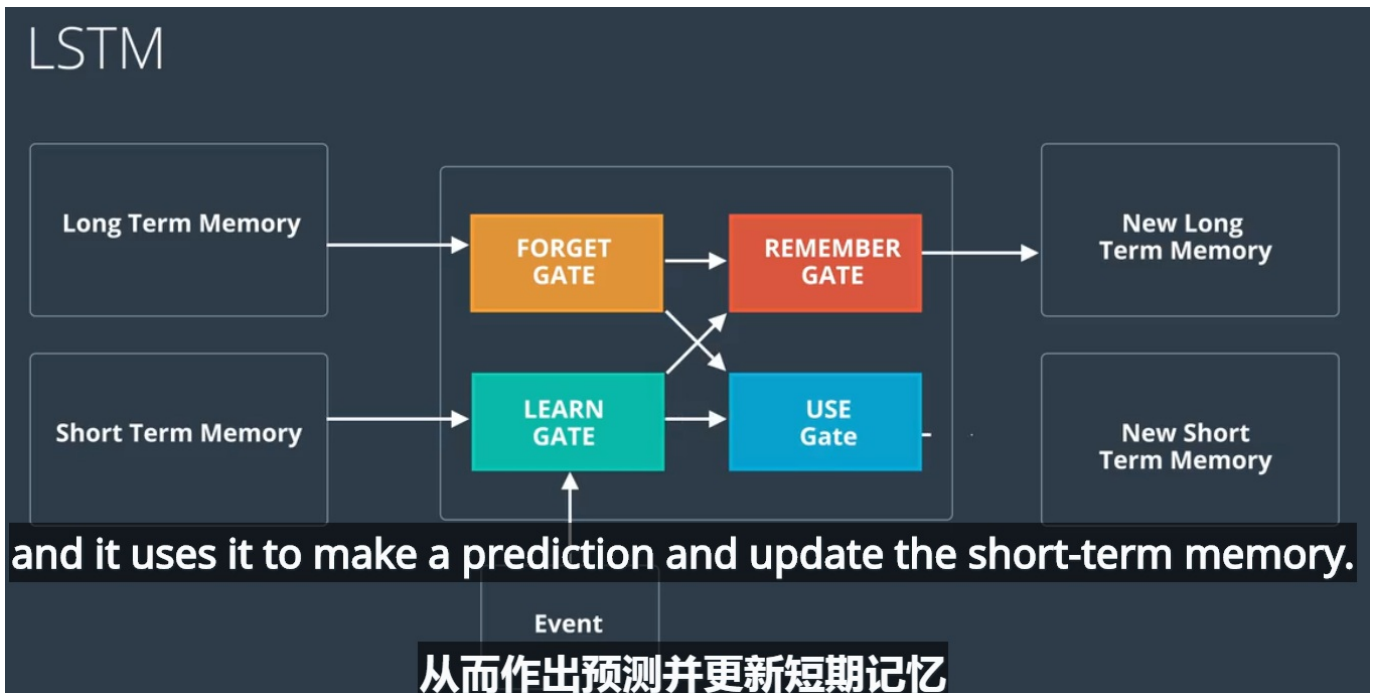 LSTM
Long Term Memory
FORGET
GATE
REMEMBER
GATE
New Long
Term Memory
Short Term Memory
LEARN
GATE
USE
Gate
New Short
Term Memory
and it uses it to make a prediction and update the short-term memory.
Event
从而作出预测并更新短期记忆